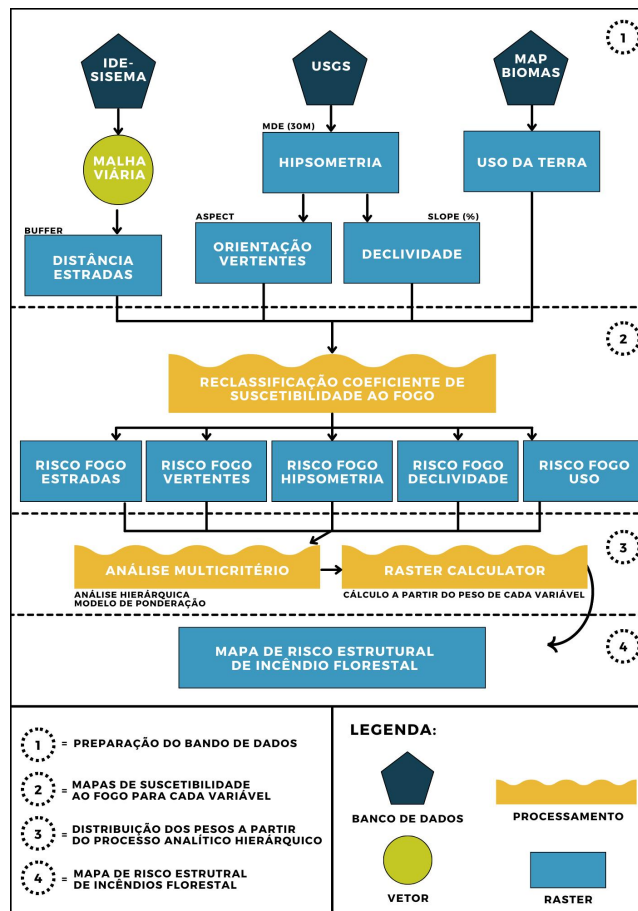 1
IDE-
SISEMA
USGS
MAP
BIOMAS
MALHA
VIÁRIA
MDE (30M)
HIPSOMETRIA
USO DA TERRA
BUFFER
DISTÂNCIA
ESTRADAS
ASPECT
ORIENTAÇÃO
VERTENTES
SLOPE (%)
DECLIVIDADE
2
RECLASSIFICAÇÃO COEFICIENTE DE
SUSCETIBILIDADE AO FOGO
RISCO FOGO
ESTRADAS
RISCO FOGO
VERTENTES
RISCO FOGO
HIPSOMETRIA
RISCO FOGO
DECLIVIDADE
RISCO FOGO
USO
3
ANÁLISE MULTICRITÉRIO
ANÁLISE HIERÁRQUICA
MODELO DE PONDERAÇÃO
RASTER CALCULATOR
CÁLCULO A PARTIR DO PESO DE CADA VARIÁVEL
4
MAPA DE RISCO ESTRUTURAL
DE INCÊNDIO FLORESTAL
1 = PREPARAÇÃO DO BANDO DE DADOS
2 = MAPAS DE SUSCETIBILIDADE
AO FOGO PARA CADA VARIÁVEL
3 = DISTRIBUIÇÃO DOS PESOS A PARTIR
DO PROCESSO ANALÍTICO HIERÁRQUICO
4 = MAPA DE RISCO ESTRUTRAL
DE INCÊNDIOS FLORESTAL
LEGENDA:
BANCO DE DADOS
PROCESSAMENTO
VETOR
RASTER